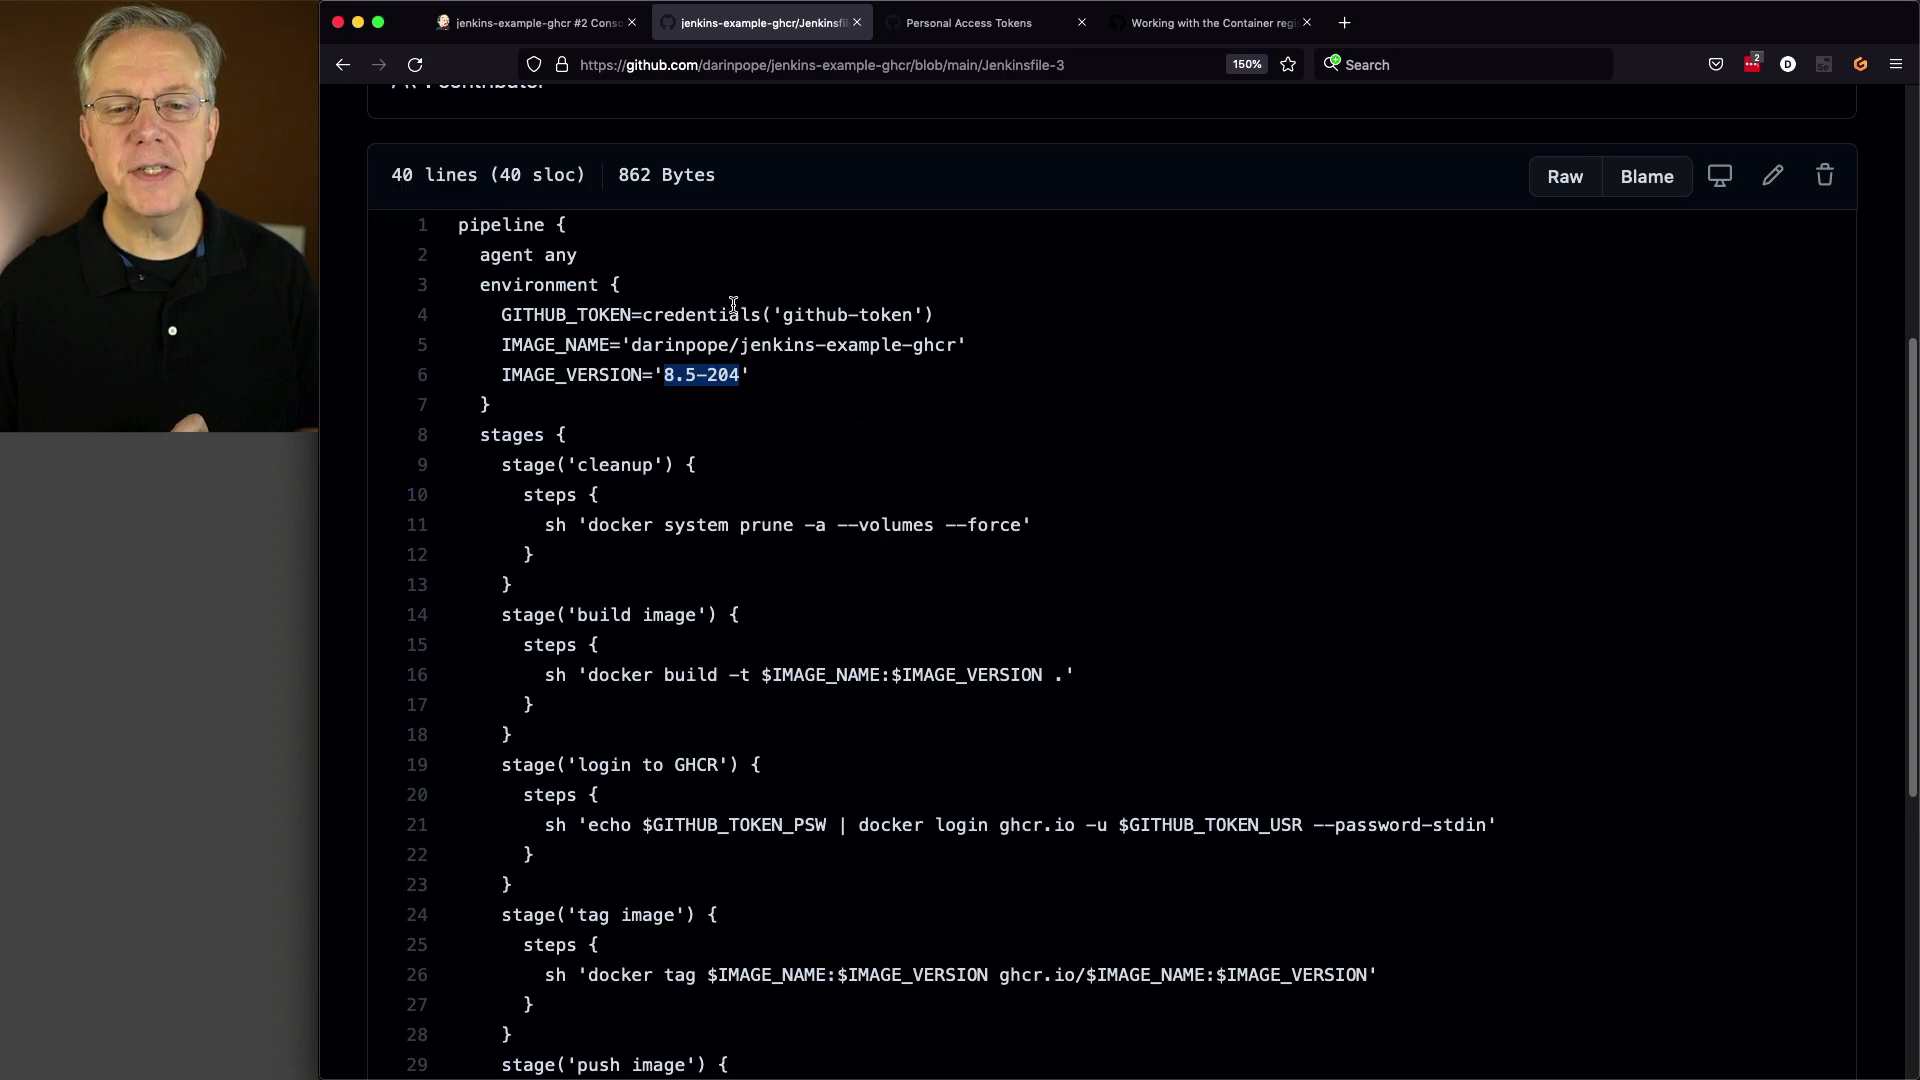 jenkins-example-ghcr #2 Conso
jenkins-example-ghcr/Jenkinsfil
Personal Access Tokens
Working with the Container regi
https://github.com/darinpope/jenkins-example-ghcr/blob/main/Jenkinsfile-3
150%
Search
2
D
40 lines (40 sloc)
862 Bytes
Raw
Blame
1 pipeline {
2 agent any
3 environment {
4 GITHUB_TOKEN=credentials('github-token')
5 IMAGE_NAME='darinpope/jenkins-example-ghcr'
6 IMAGE_VERSION='8.5-204'
7 }
8 stages {
9 stage('cleanup') {
10 steps {
11 sh 'docker system prune -a --volumes --force'
12 }
13 }
14 stage('build image') {
15 steps {
16 sh 'docker build -t $IMAGE_NAME:$IMAGE_VERSION .'
17 }
18 }
19 stage('login to GHCR') {
20 steps {
21 sh 'echo $GITHUB_TOKEN_PSW | docker login ghcr.io -u $GITHUB_TOKEN_USR --password-stdin'
22 }
23 }
24 stage('tag image') {
25 steps {
26 sh 'docker tag $IMAGE_NAME:$IMAGE_VERSION ghcr.io/$IMAGE_NAME:$IMAGE_VERSION'
27 }
28 }
29 stage('push image') {